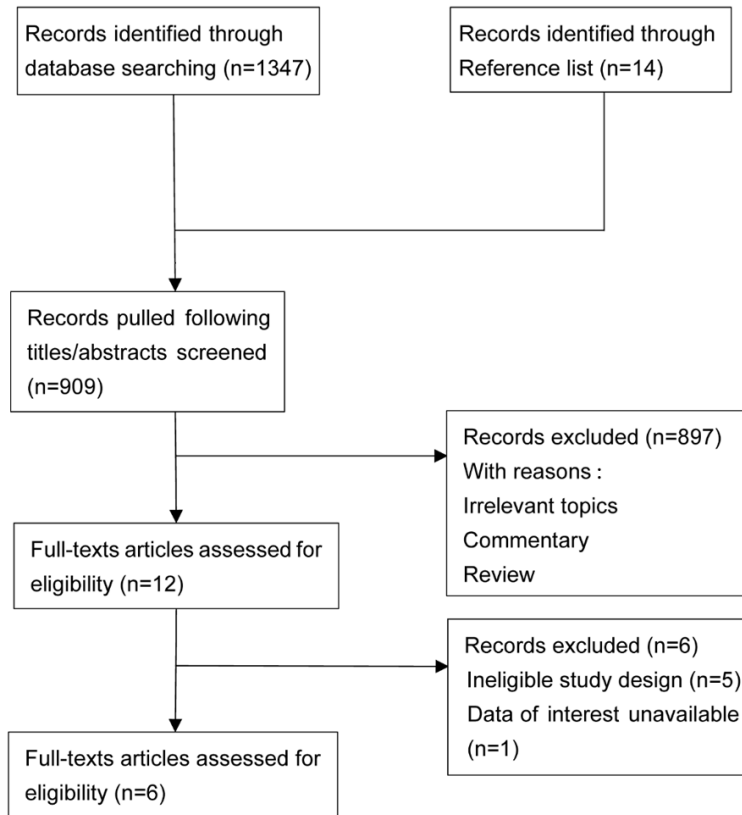 Records identified through
database searching (n=1347)
Records identified through
Reference list (n=14)
Records pulled following
titles/abstracts screened
(n=909)
Records excluded (n=897)
With reasons :
Irrelevant topics
Commentary
Review
Full-texts articles assessed for
eligibility (n=12)
Records excluded (n=6)
Ineligible study design (n=5)
Data of interest unavailable
(n=1)
Full-texts articles assessed for
eligibility (n=6)